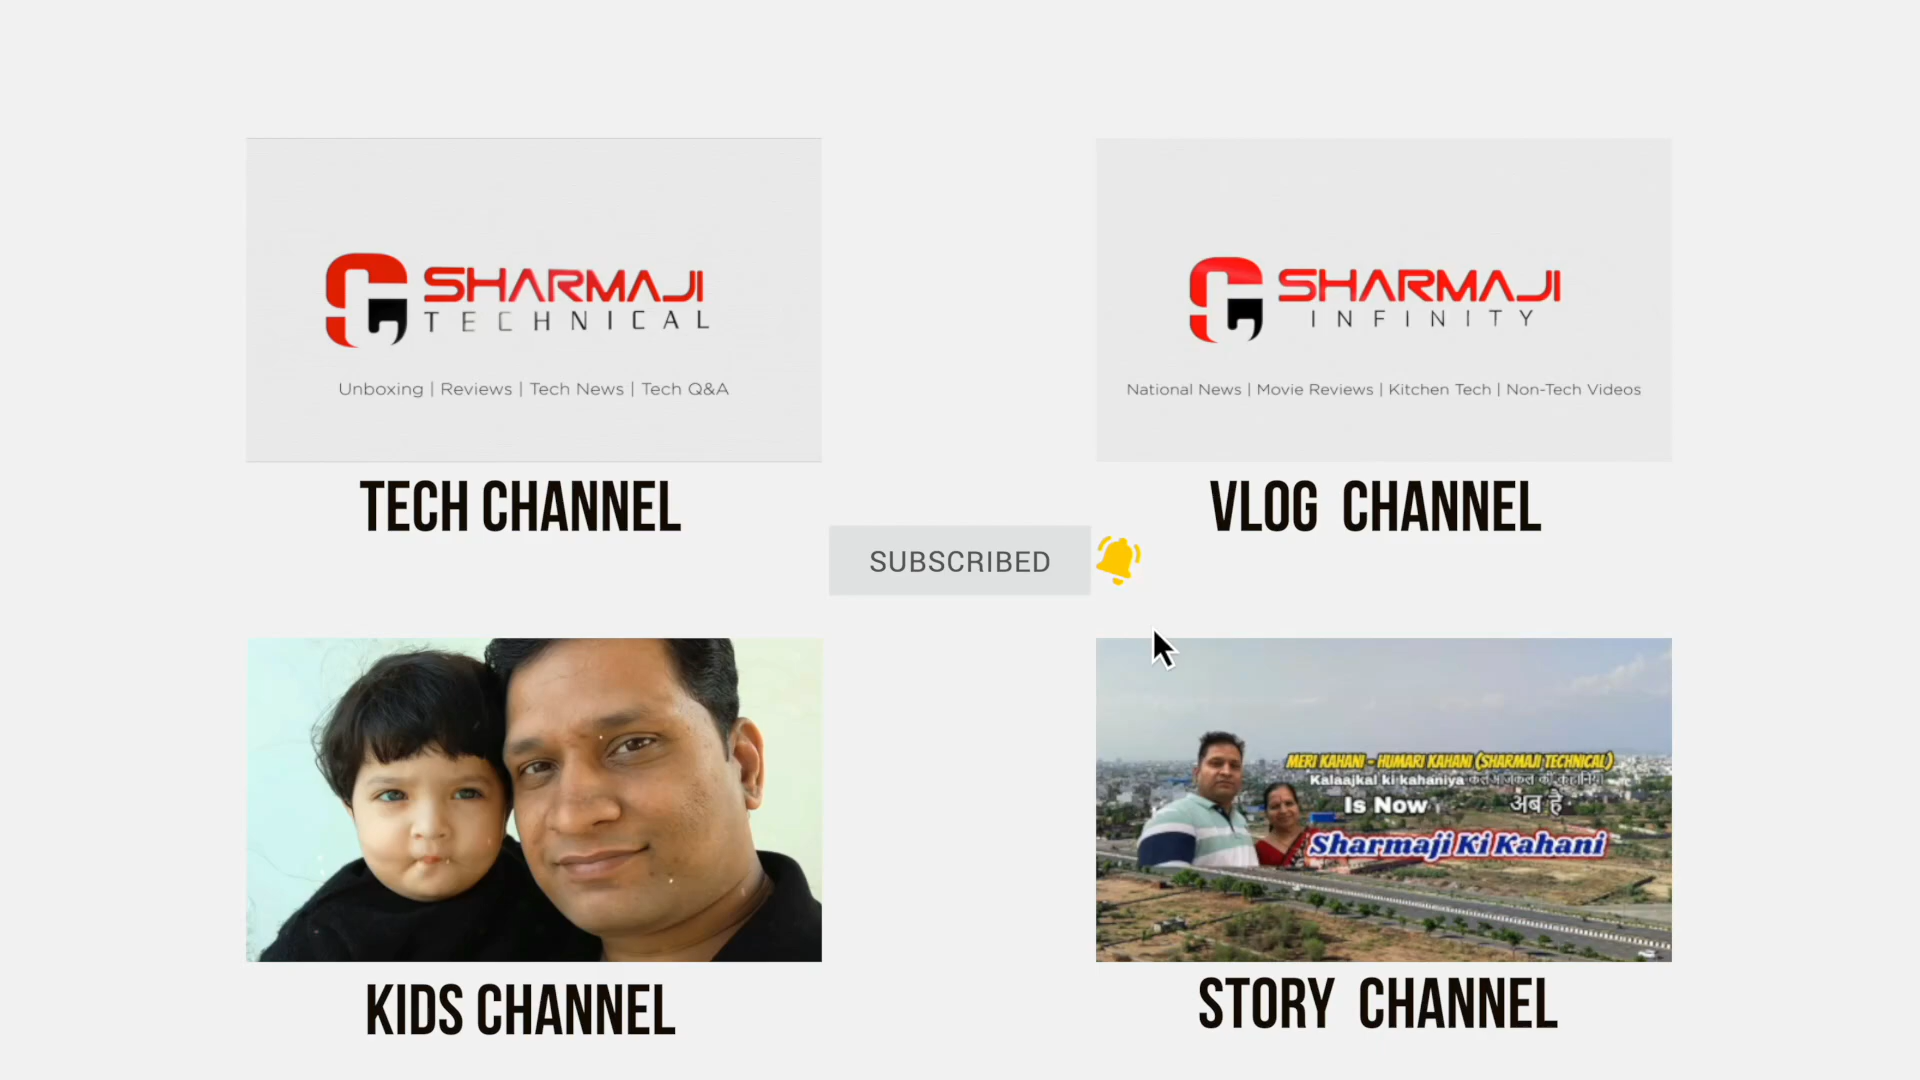 SHARMAJI
TECHNICAL
Unboxing | Reviews | Tech News | Tech Q&A
TECH CHANNEL
SHARMAJI
INFINITY
National News | Movie Reviews | Kitchen Tech | Non-Tech Videos
VLOG CHANNEL
SUBSCRIBED
KIDS CHANNEL
MERI KAHANI - HUMARI KAHANI (SHARMAJI TECHNICAL)
Kalaajkal ki kahaniya कलआजकल की कहानियां
Is Now अब है
Sharmaji Ki Kahani
STORY CHANNEL